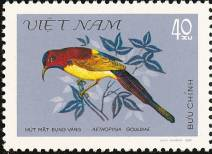 VIỆT NAM
40
XU
BƯU CHÍNH
HÚT MẬT BỤNG VÀNG AETHOPYGA GOULDIAE